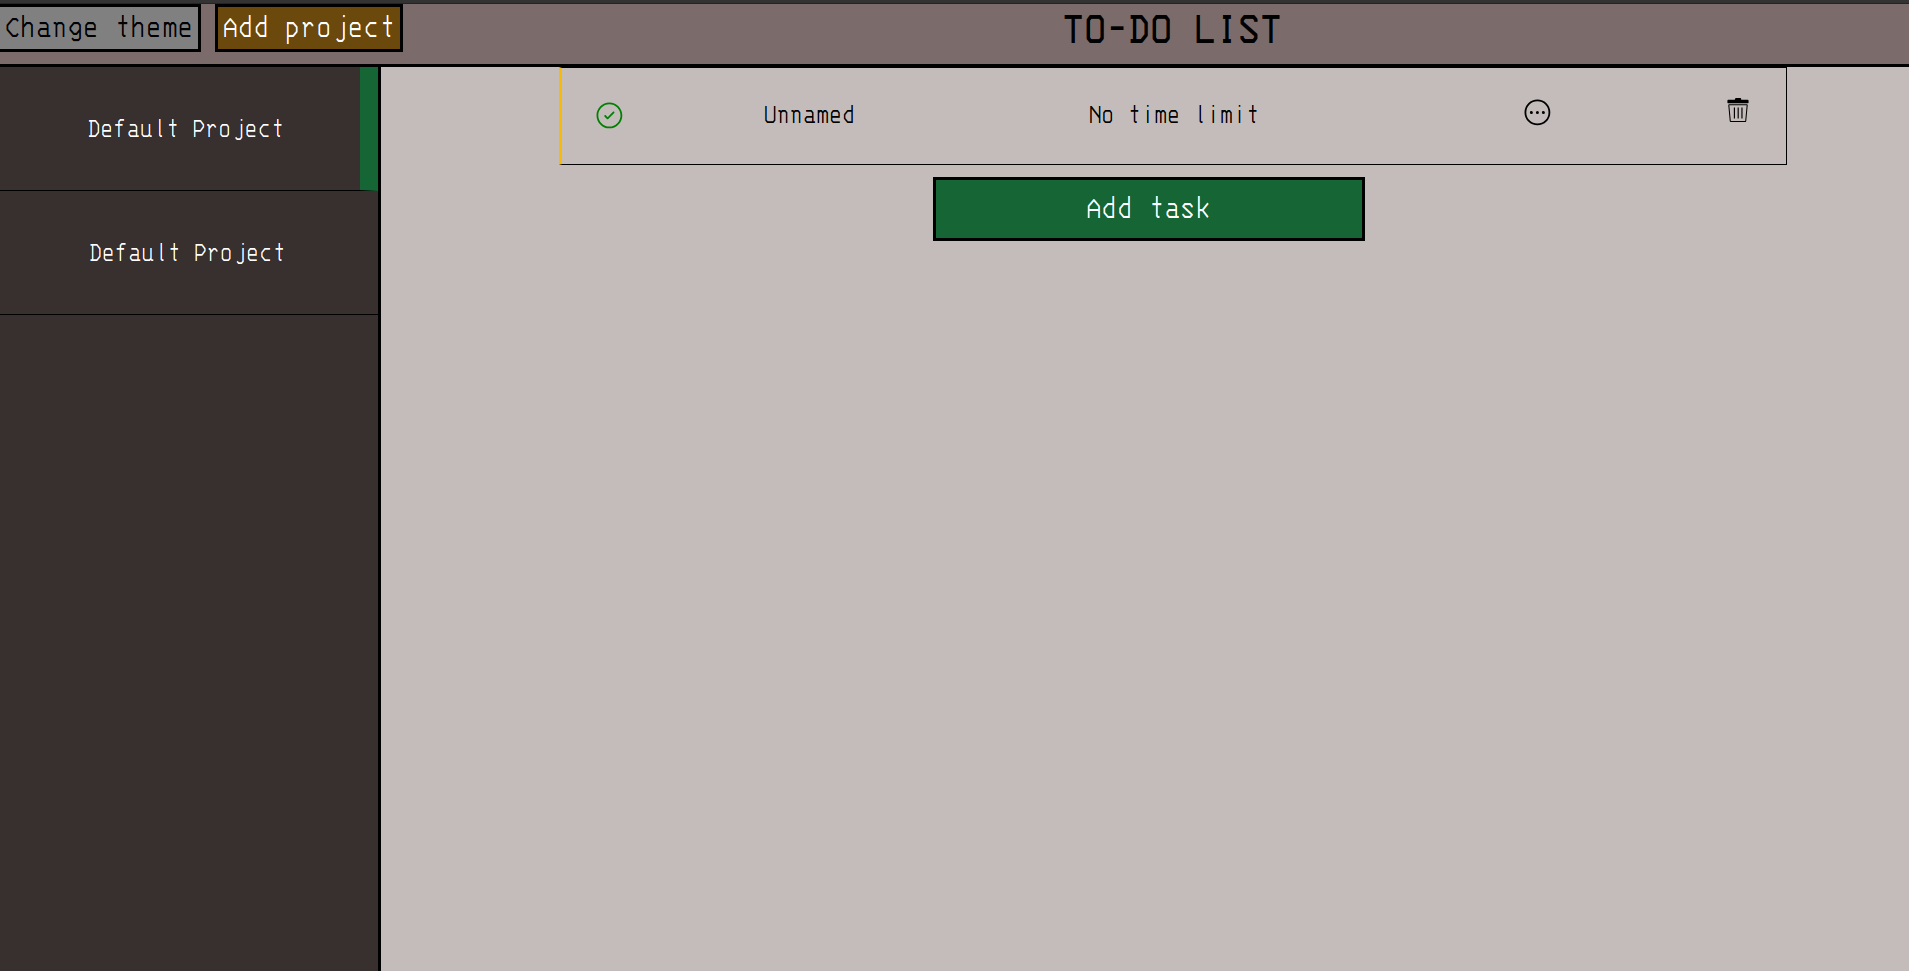 Change theme
Add project
TO-DO LIST
Default Project
Default Project
Unnamed
No time limit
Add task